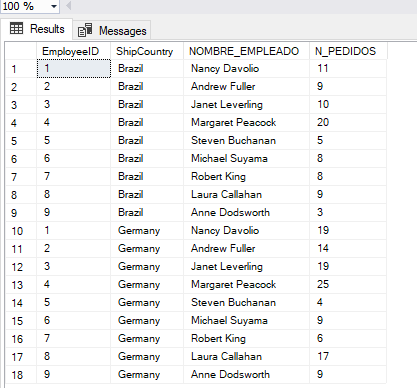 100 %
Results Messages
EmployeeID ShipCountry NOMBRE_EMPLEADO N_PEDIDOS
1 1 Brazil Nancy Davolio 11
2 2 Brazil Andrew Fuller 9
3 3 Brazil Janet Leverling 10
4 4 Brazil Margaret Peacock 20
5 5 Brazil Steven Buchanan 5
6 6 Brazil Michael Suyama 8
7 7 Brazil Robert King 8
8 8 Brazil Laura Callahan 9
9 9 Brazil Anne Dodsworth 3
10 1 Germany Nancy Davolio 19
11 2 Germany Andrew Fuller 14
12 3 Germany Janet Leverling 19
13 4 Germany Margaret Peacock 25
14 5 Germany Steven Buchanan 4
15 6 Germany Michael Suyama 9
16 7 Germany Robert King 6
17 8 Germany Laura Callahan 17
18 9 Germany Anne Dodsworth 9